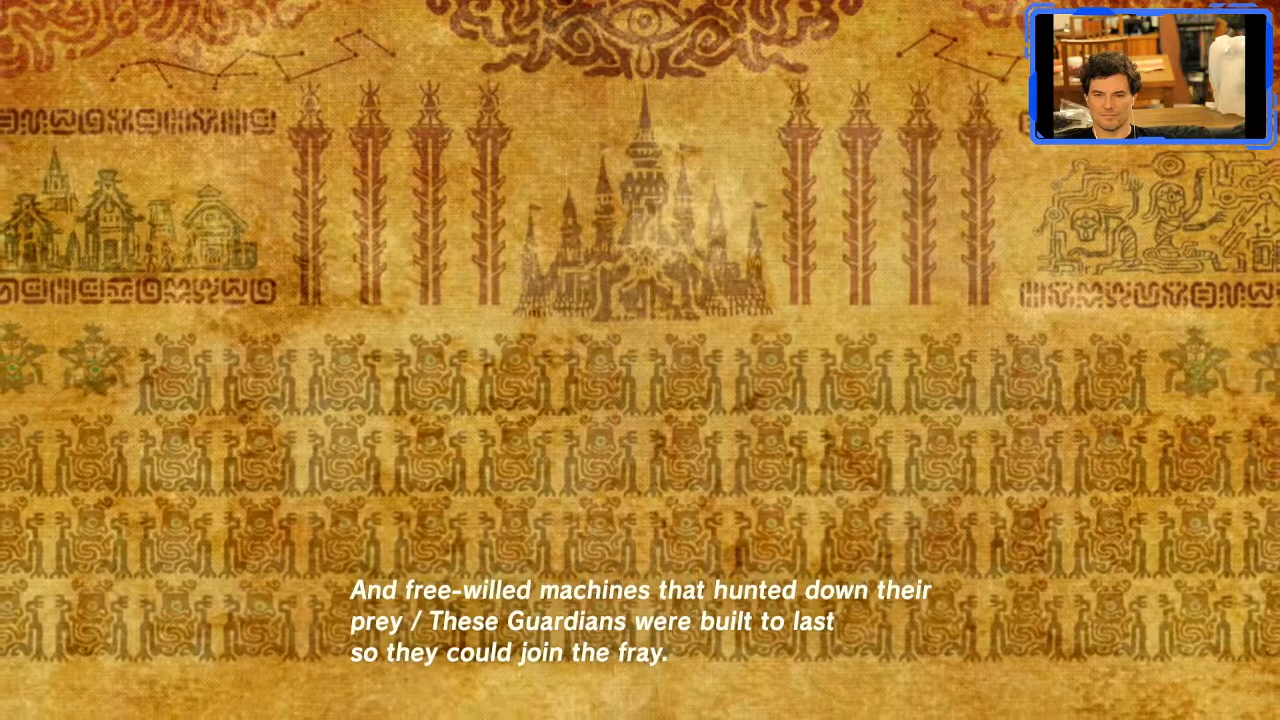 And free-willed machines that hunted down their
prey / These Guardians were built to last
so they could join the fray.